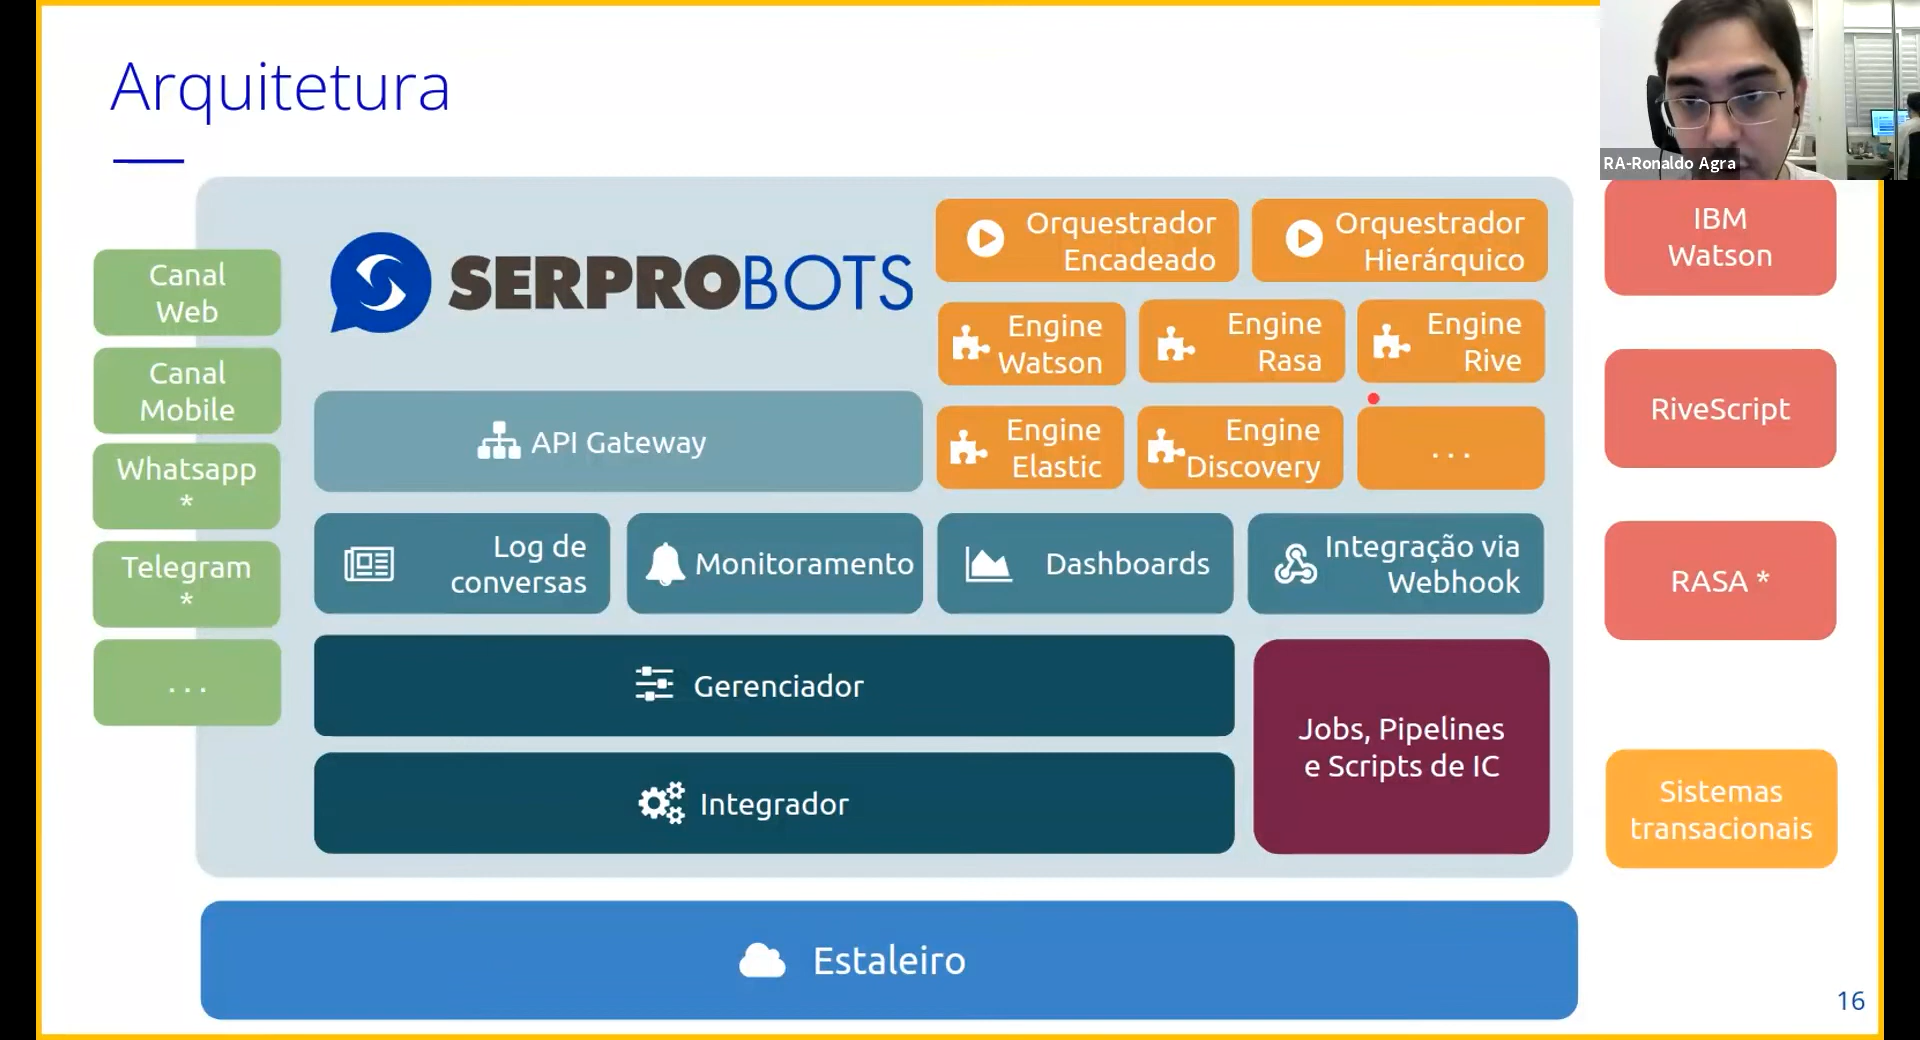 Arquitetura
RA-Ronaldo Agra
SERPROBOTS
Canal
Web
Canal
Mobile
Whatsapp
*
Telegram
*
...
Orquestrador
Encadeado
Orquestrador
Hierárquico
Engine
Watson
Engine
Rasa
Engine
Rive
Engine
Elastic
Engine
Discovery
...
API Gateway
Log de
conversas
Monitoramento
Dashboards
Integração via
Webhook
Gerenciador
Integrador
Jobs, Pipelines
e Scripts de IC
IBM
Watson
RiveScript
RASA *
Sistemas
transacionais
Estaleiro
16